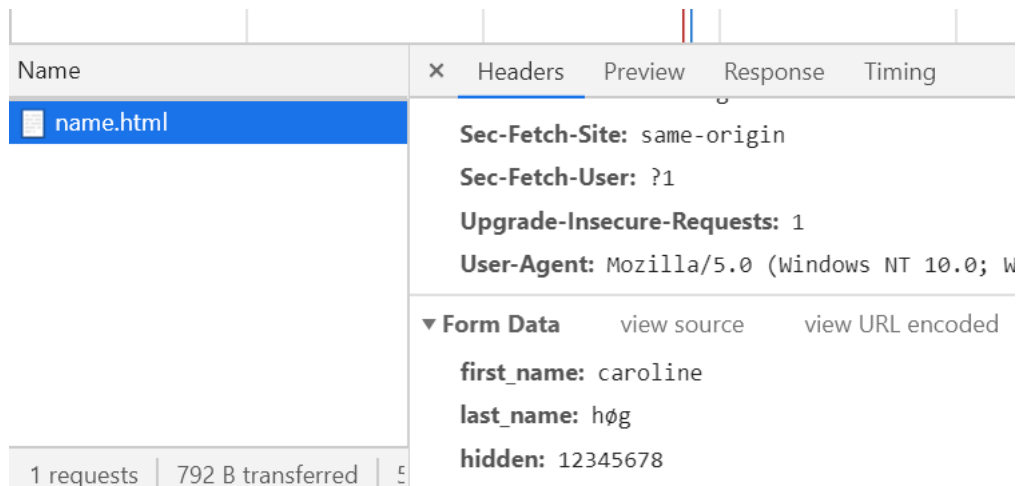 Name
× Headers Preview Response Timing
name.html
Sec-Fetch-Site: same-origin
Sec-Fetch-User: ?1
Upgrade-Insecure-Requests: 1
User-Agent: Mozilla/5.0 (Windows NT 10.0; W
▼ Form Data view source view URL encoded
first_name: caroline
last_name: høg
hidden: 12345678
1 requests 792 B transferred